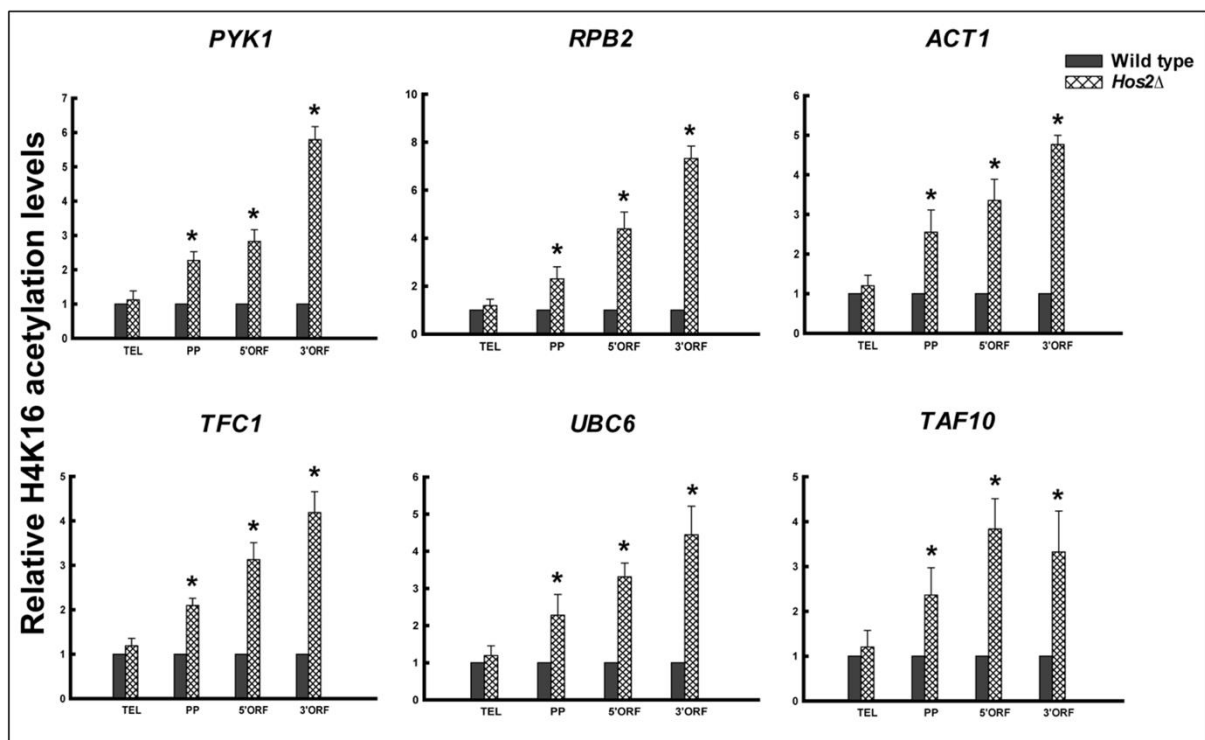 PYK1
RPB2
ACT1
Wild type
Hos2Δ
Relative H4K16 acetylation levels
7
6
5
4
3
2
1
0
*
*
*
TEL
PP
5'ORF
3'ORF
10
8
6
4
2
0
*
*
*
TEL
PP
5'ORF
3'ORF
6
5
4
3
2
1
0
*
*
*
TEL
PP
5'ORF
3'ORF
TFC1
UBC6
TAF10
5
4
3
2
1
0
*
*
*
TEL
PP
5'ORF
3'ORF
6
5
4
3
2
1
0
*
*
*
TEL
PP
5'ORF
3'ORF
5
4
3
2
1
0
*
*
*
TEL
PP
5'ORF
3'ORF